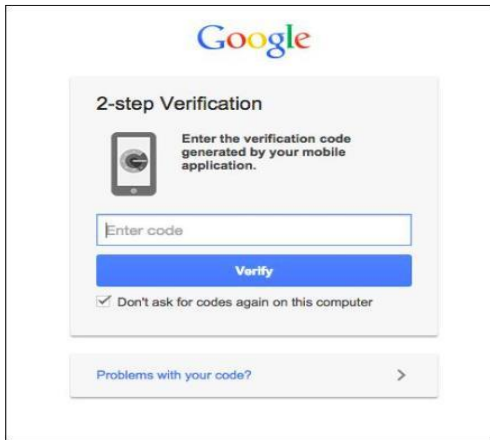 Google
2-step Verification
Enter the verification code
generated by your mobile
application.
Enter code
Verify
Don't ask for codes again on this computer
Problems with your code?